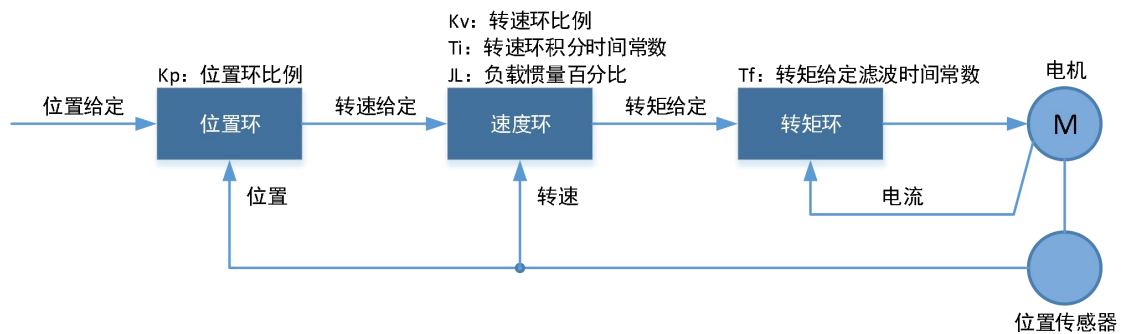 Kv：转速环比例
Ti：转速环积分时间常数
Kp：位置环比例
JL：负载惯量百分比
Tf：转矩给定滤波时间常数
电机
位置给定
位置环
转速给定
速度环
转矩给定
转矩环
M
位置
转速
电流
位置传感器